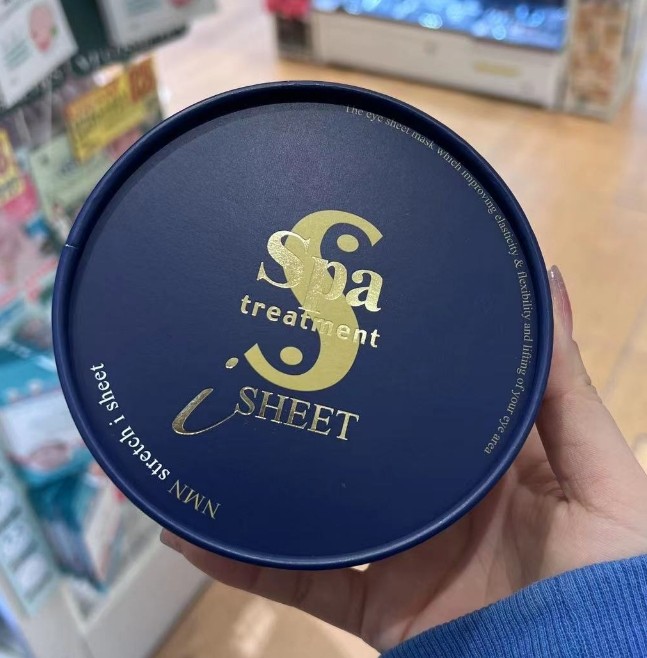 The eye sheet mask which improving elasticity & flexibility and lifting of your eye area
S
Spa
treatment
i SHEET
NMN stretch i sheet